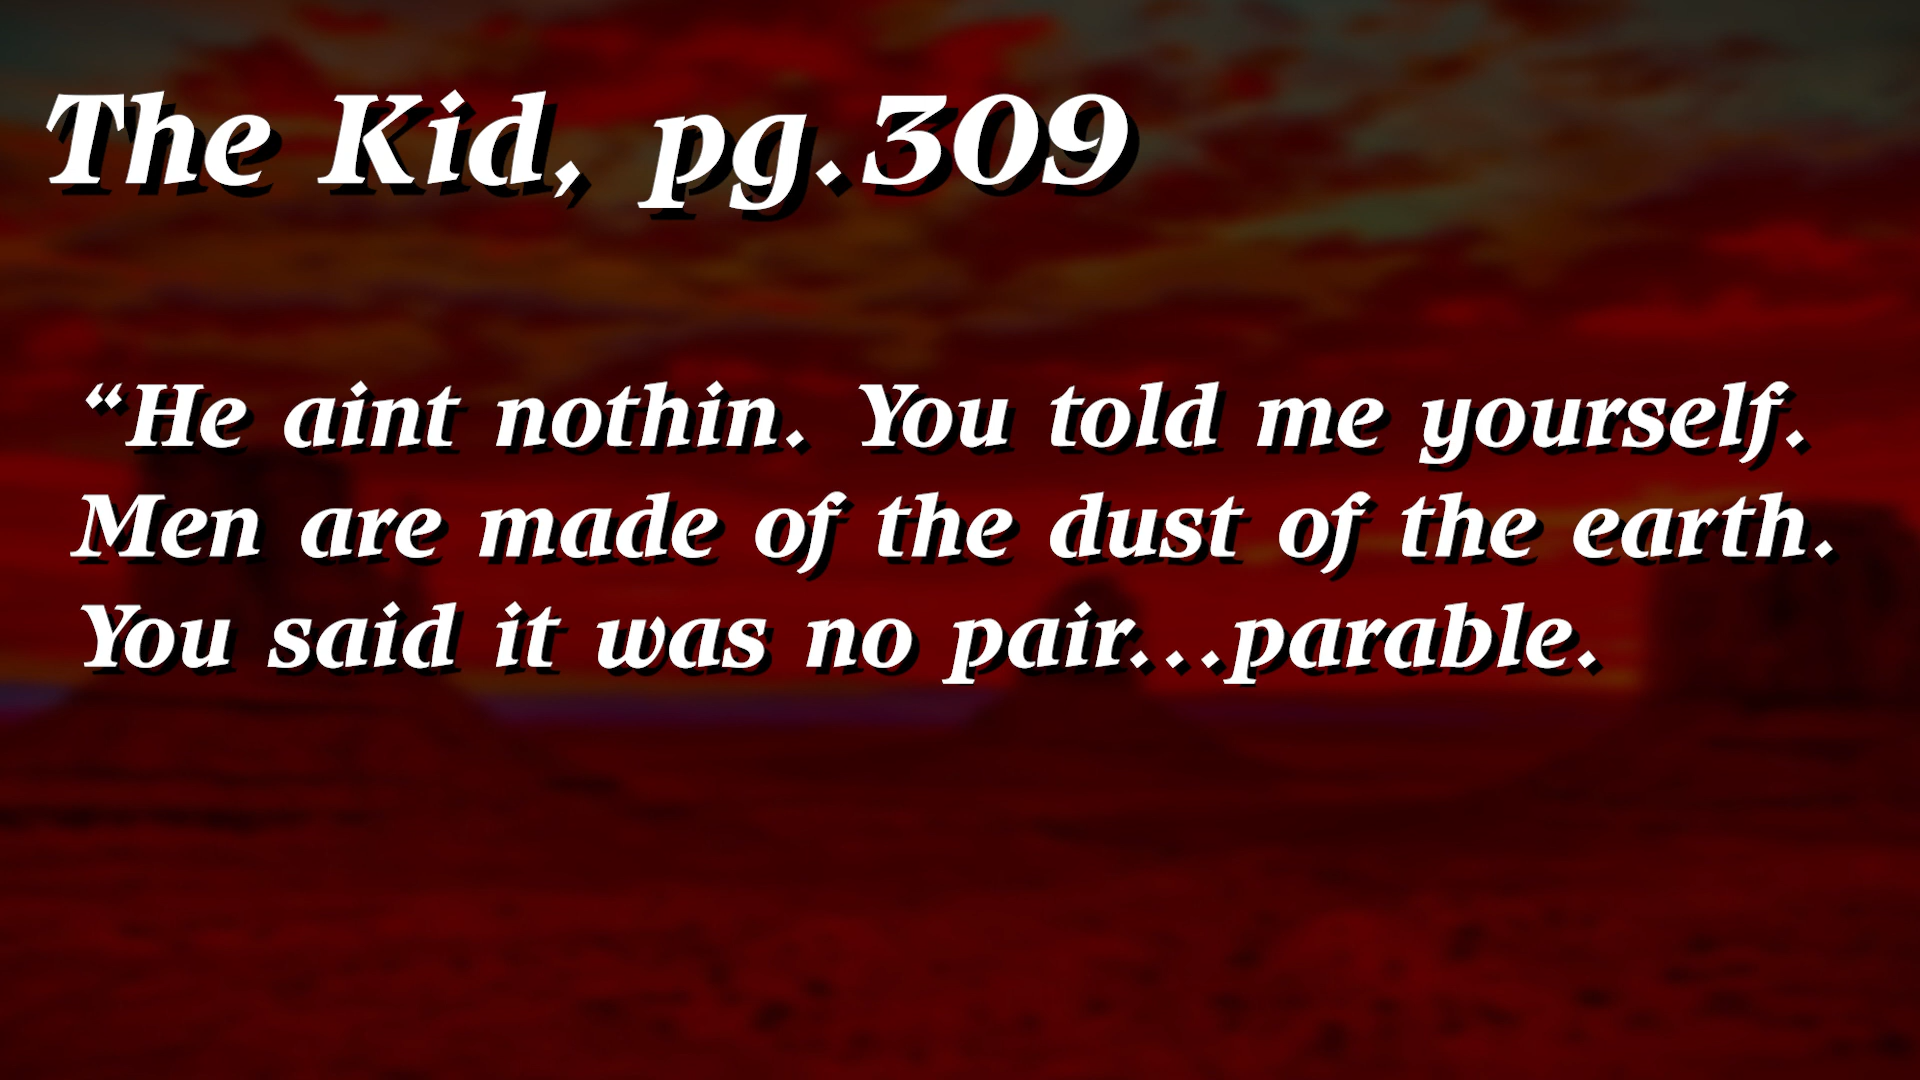 The Kid, pg.309
“He aint nothin. You told me yourself.
Men are made of the dust of the earth.
You said it was no pair…parable.